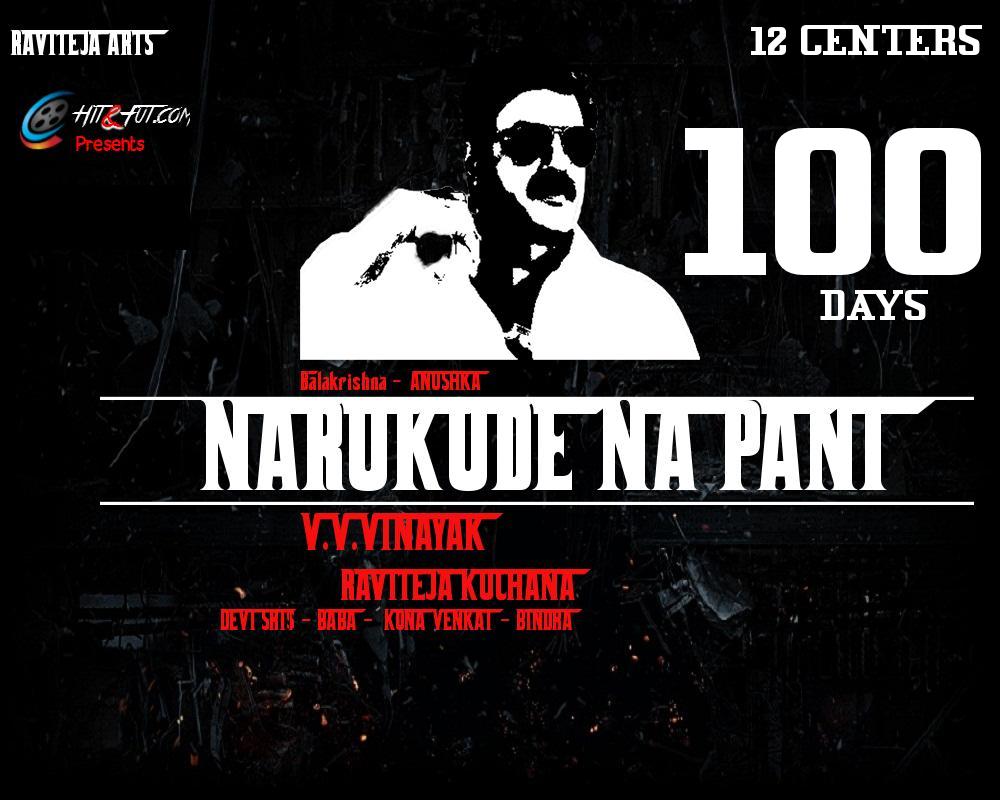 RAVITEJA ARTS
12 CENTERS
HIT&FUT.COM
Presents
100
DAYS
Balakrishna - ANUSHKA
NARUKUDE NA PANI
V.V.VINAYAK
RAVITEJA KUCHANA
DEVI SRIS - BABA - KONA VENKAT - BINDRA